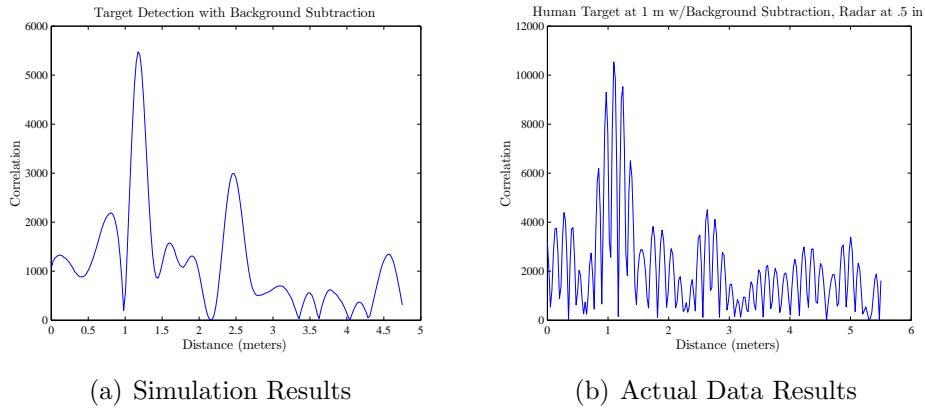 Target Detection with Background Subtraction
6000
5000
4000
3000
2000
1000
0
Correlation
0 0.5 1 1.5 2 2.5 3 3.5 4 4.5 5
Distance (meters)
(a) Simulation Results
Human Target at 1 m w/Background Subtraction, Radar at .5 in
12000
10000
8000
6000
4000
2000
0
Correlation
0 1 2 3 4 5 6
Distance (meters)
(b) Actual Data Results